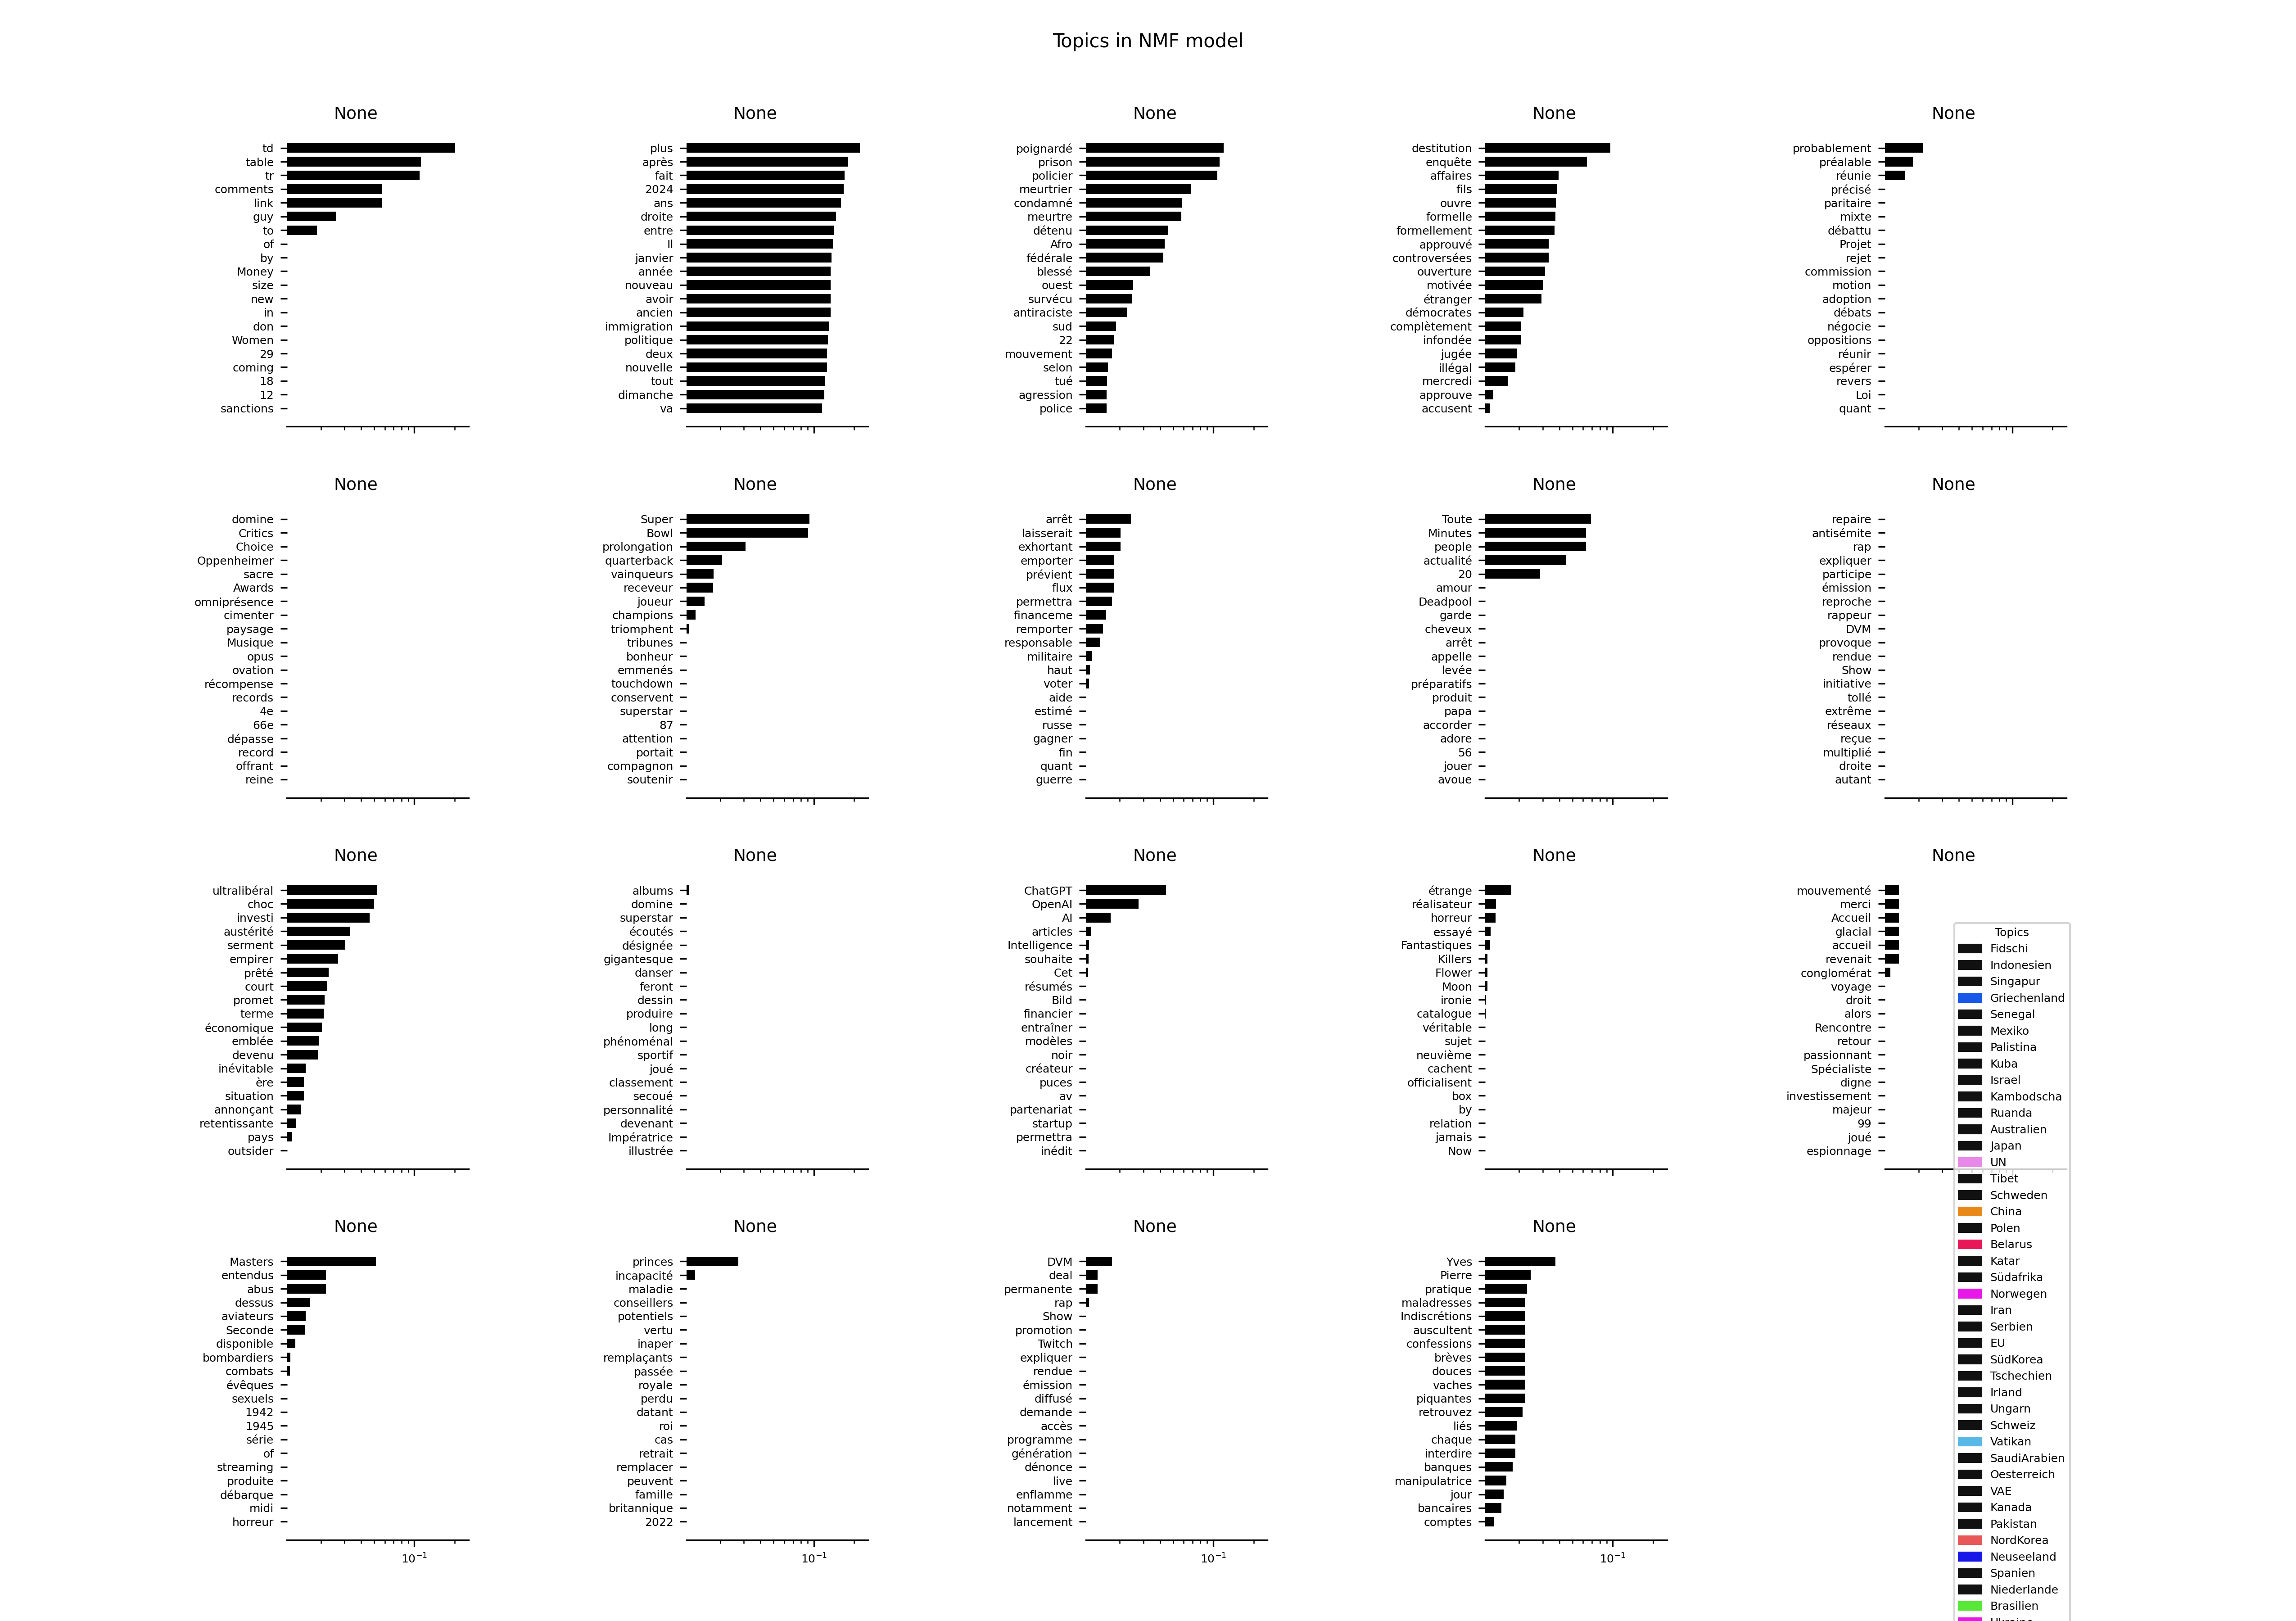 Topics in NMF model
None
td
table
tr
comments
link
guy
to
of
by
Money
size
new
in
don
Women
29
coming
18
12
sanctions
None
plus
après
fait
2024
ans
droite
entre
Il
janvier
année
nouveau
avoir
ancien
immigration
politique
deux
nouvelle
tout
dimanche
va
None
poignardé
prison
policier
meurtrier
condamné
meurtre
détenu
Afro
fédérale
blessé
ouest
survécu
antiraciste
sud
22
mouvement
selon
tué
agression
police
None
destitution
enquête
affaires
fils
ouvre
formelle
formellement
approuvé
controversées
ouverture
motivée
étranger
démocrates
complètement
infondée
jugée
illégal
mercredi
approuve
accusent
None
probablement
préalable
réunie
précisé
paritaire
mixte
débattu
Projet
rejet
commission
motion
adoption
débats
négocie
oppositions
réunir
espérer
revers
Loi
quant
None
domine
Critics
Choice
Oppenheimer
sacre
Awards
omniprésence
cimenter
paysage
Musique
opus
ovation
récompense
records
4e
66e
dépasse
record
offrant
reine
None
Super
Bowl
prolongation
quarterback
vainqueurs
receveur
joueur
champions
triomphent
tribunes
bonheur
emmenés
touchdown
conservent
superstar
87
attention
portait
compagnon
soutenir
None
arrêt
laisserait
exhortant
emporter
prévient
flux
permettra
financeme
remporter
responsable
militaire
haut
voter
aide
estimé
russe
gagner
fin
quant
guerre
None
Toute
Minutes
people
actualité
20
amour
Deadpool
garde
cheveux
arrêt
appelle
levée
préparatifs
produit
papa
accorder
adore
56
jouer
avoue
None
repaire
antisémite
rap
expliquer
participe
émission
reproche
rappeur
DVM
provoque
rendue
Show
initiative
tollé
extrême
réseaux
reçue
multiplié
droite
autant
None
ultralibéral
choc
investi
austérité
serment
empirer
prêté
court
promet
terme
économique
emblée
devenu
inévitable
ère
situation
annonçant
retentissante
pays
outsider
None
albums
domine
superstar
écoutés
désignée
gigantesque
danser
feront
dessin
produire
long
phénoménal
sportif
joué
classement
secoué
personnalité
devenant
Impératrice
illustrée
None
ChatGPT
OpenAI
AI
articles
Intelligence
souhaite
Cet
résumés
Bild
financier
entraîner
modèles
noir
créateur
puces
av
partenariat
startup
permettra
inédit
None
étrange
réalisateur
horreur
essayé
Fantastiques
Killers
Flower
Moon
ironie
catalogue
véritable
sujet
neuvième
cachent
officialisent
box
by
relation
jamais
Now
None
mouvementé
merci
Accueil
glacial
accueil
revenait
conglomérat
voyage
droit
alors
Rencontre
retour
passionnant
Spécialiste
digne
investissement
majeur
99
joué
espionnage
None
Masters
entendus
abus
dessus
aviateurs
Seconde
disponible
bombardiers
combats
évêques
sexuels
1942
1945
série
of
streaming
produite
débarque
midi
horreur
10⁻¹
None
princes
incapacité
maladie
conseillers
potentiels
vertu
inaper
remplaçants
passée
royale
perdu
datant
roi
cas
retrait
remplacer
peuvent
famille
britannique
2022
10⁻¹
None
DVM
deal
permanente
rap
Show
promotion
Twitch
expliquer
rendue
émission
diffusé
demande
accès
programme
génération
dénonce
live
enflamme
notamment
lancement
10⁻¹
None
Yves
Pierre
pratique
maladresses
Indiscrétions
auscultent
confessions
brèves
douces
vaches
piquantes
retrouvez
liés
chaque
interdire
banques
manipulatrice
jour
bancaires
comptes
10⁻¹
Topics
Fidschi
Indonesien
Singapur
Griechenland
Senegal
Mexiko
Palistina
Kuba
Israel
Kambodscha
Ruanda
Australien
Japan
UN
Tibet
Schweden
China
Polen
Belarus
Katar
Südafrika
Norwegen
Iran
Serbien
EU
SüdKorea
Tschechien
Irland
Ungarn
Schweiz
Vatikan
SaudiArabien
Oesterreich
VAE
Kanada
Pakistan
NordKorea
Neuseeland
Spanien
Niederlande
Brasilien